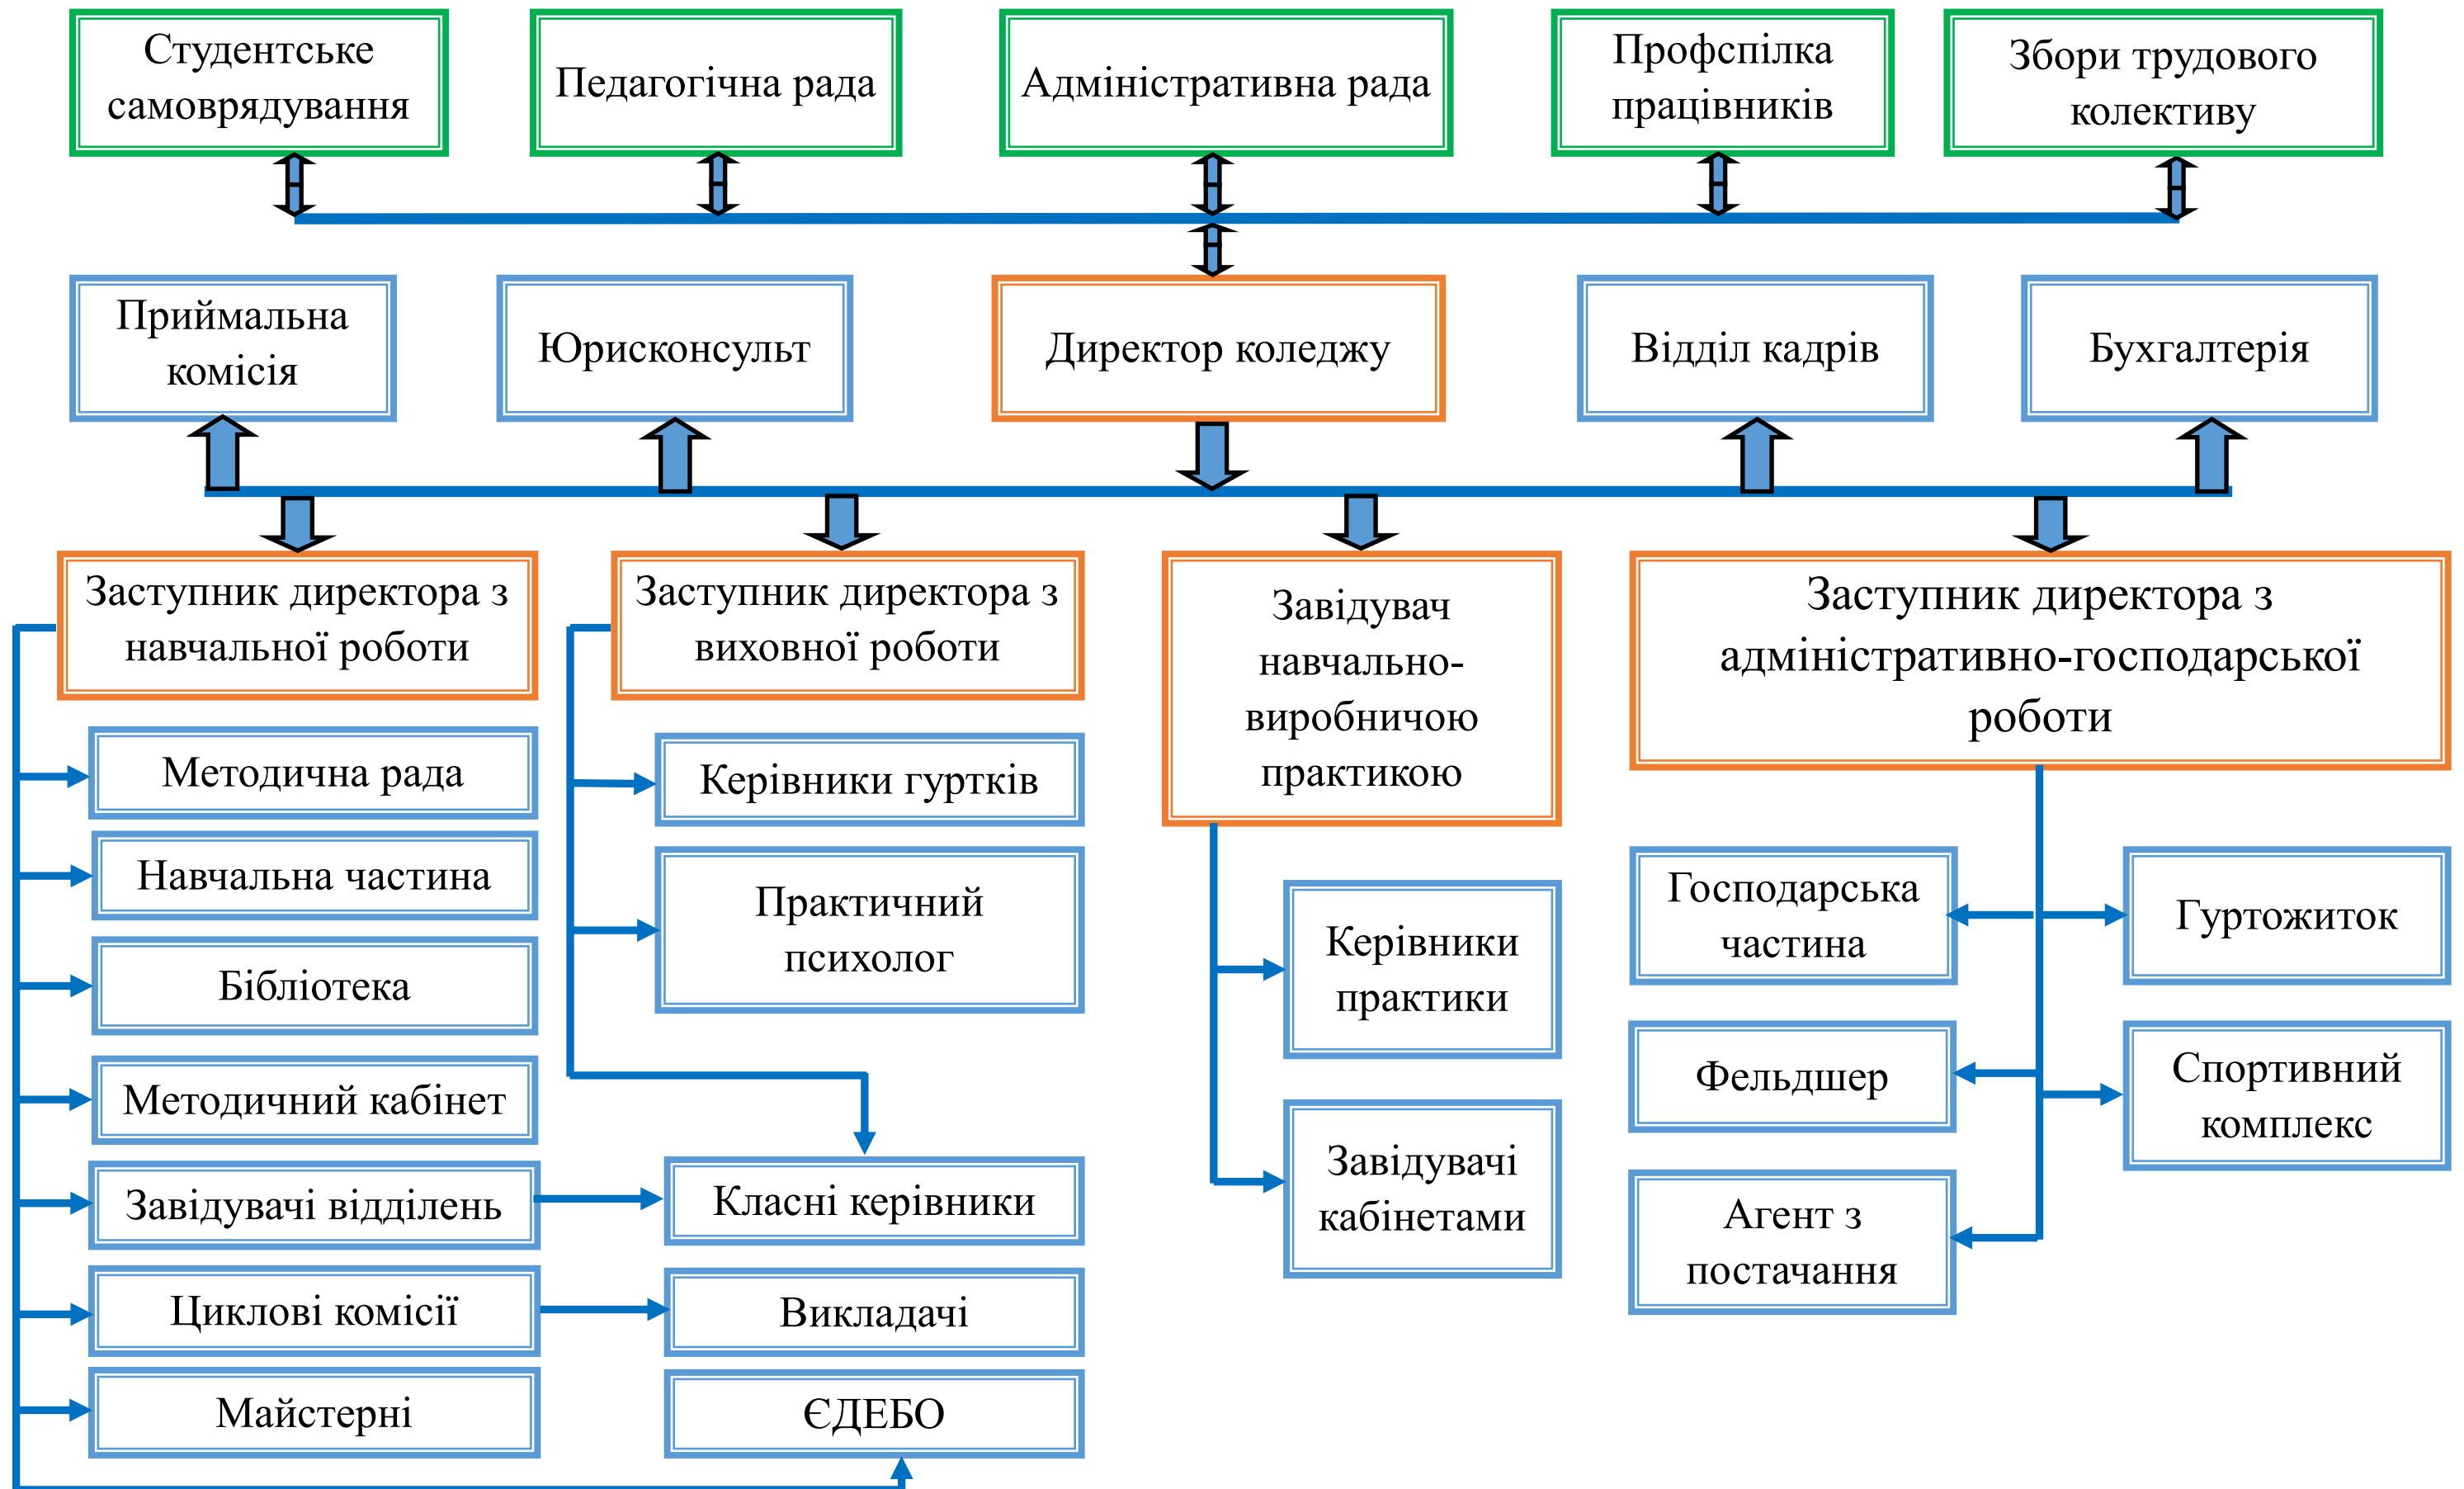 Студентське
самоврядування
Педагогічна рада
Адміністративна рада
Профспілка
працівників
Збори трудового
колективу
Приймальна
комісія
Юрисконсульт
Директор коледжу
Відділ кадрів
Бухгалтерія
Заступник директора з
навчальної роботи
Заступник директора з
виховної роботи
Завідувач
навчально-
виробничою
практикою
Заступник директора з
адміністративно-господарської
роботи
Методична рада
Навчальна частина
Бібліотека
Методичний кабінет
Завідувачі відділень
Циклові комісії
Майстерні
Керівники гуртків
Практичний
психолог
Класні керівники
Викладачі
ЄДЕБО
Керівники
практики
Завідувачі
кабінетами
Господарська
частина
Гуртожиток
Фельдшер
Спортивний
комплекс
Агент з
постачання